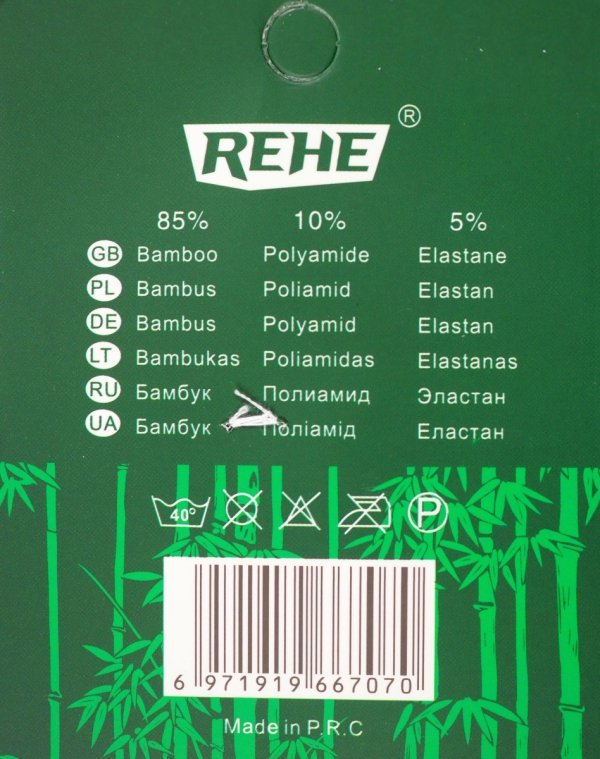 REHE ®
85% 10% 5%
GB Bamboo Polyamide Elastane
PL Bambus Poliamid Elastan
DE Bambus Polyamid Elastan
LT Bambukas Poliamidas Elastanas
RU Бамбук Полиамид Эластан
UA Бамбук Поліамід Еластан
40° P
6 971919 667070
Made in P.R.C